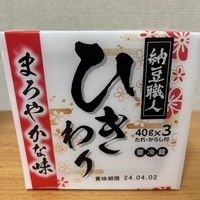 納豆職人
ひき
わり
まろやかな味
40g×3
たれ・からし付
要冷蔵
賞味期限 24.04.02